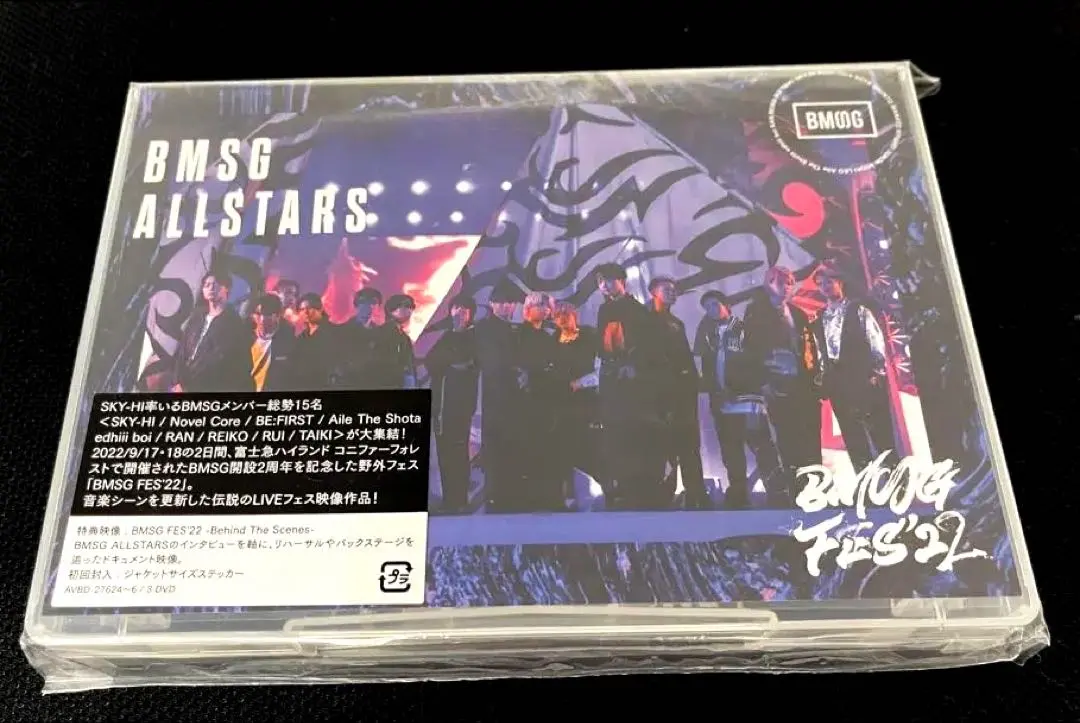 BMSG
ALLSTARS
BMSG
SKY-HI率いるBMSGメンバー総勢15名
＜SKY-HI / Novel Core / BE:FIRST / Aile The Shota
edhiii boi / RAN / REIKO / RUI / TAIKI＞が大集結！
2022/9/17・18の2日間、富士急ハイランド コニファーフォレ
ストで開催されたBMSG開設2周年を記念した野外フェス
「BMSG FES'22」。
音楽シーンを更新した伝説のLIVEフェス映像作品！
特典映像：BMSG FES'22 -Behind The Scenes-
BMSG ALLSTARSのインタビューを軸に、リハーサルやバックステージを
追ったドキュメント映像。
初回封入：ジャケットサイズステッカー
AVBD-27624～6 / 3 DVD
プラ
BMSG
FES'22